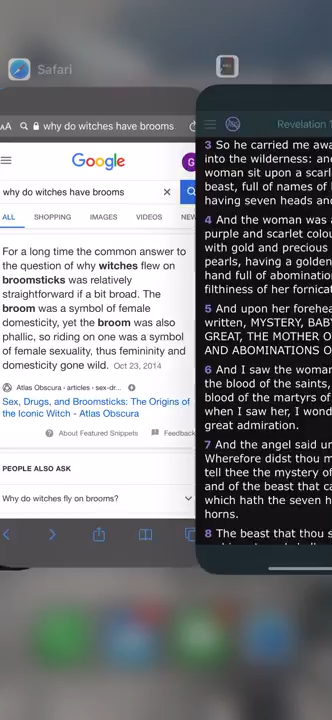 Safari
AA why do witches have brooms
Google
G
why do witches have brooms
ALL SHOPPING IMAGES VIDEOS NEW
For a long time the common answer to
the question of why witches flew on
broomsticks was relatively
straightforward if a bit broad. The
broom was a symbol of female
domesticity, yet the broom was also
phallic, so riding on one was a symbol
of female sexuality, thus femininity and
domesticity gone wild. Oct 23, 2014
Atlas Obscura › articles › sex-dr...
Sex, Drugs, and Broomsticks: The Origins of
the Iconic Witch - Atlas Obscura
About Featured Snippets Feedback
PEOPLE ALSO ASK
Why do witches fly on brooms?
Revelation 1
3 So he carried me awa
into the wilderness: and
woman sit upon a scarl
beast, full of names of
having seven heads and
4 And the woman was a
purple and scarlet colou
with gold and precious
pearls, having a golden
hand full of abomination
filthiness of her fornicat
5 And upon her forehea
written, MYSTERY, BABY
GREAT, THE MOTHER O
AND ABOMINATIONS O
6 And I saw the woman
the blood of the saints,
blood of the martyrs of
when I saw her, I wond
great admiration.
7 And the angel said un
Wherefore didst thou m
tell thee the mystery of
and of the beast that ca
which hath the seven h
horns.
8 The beast that thou s